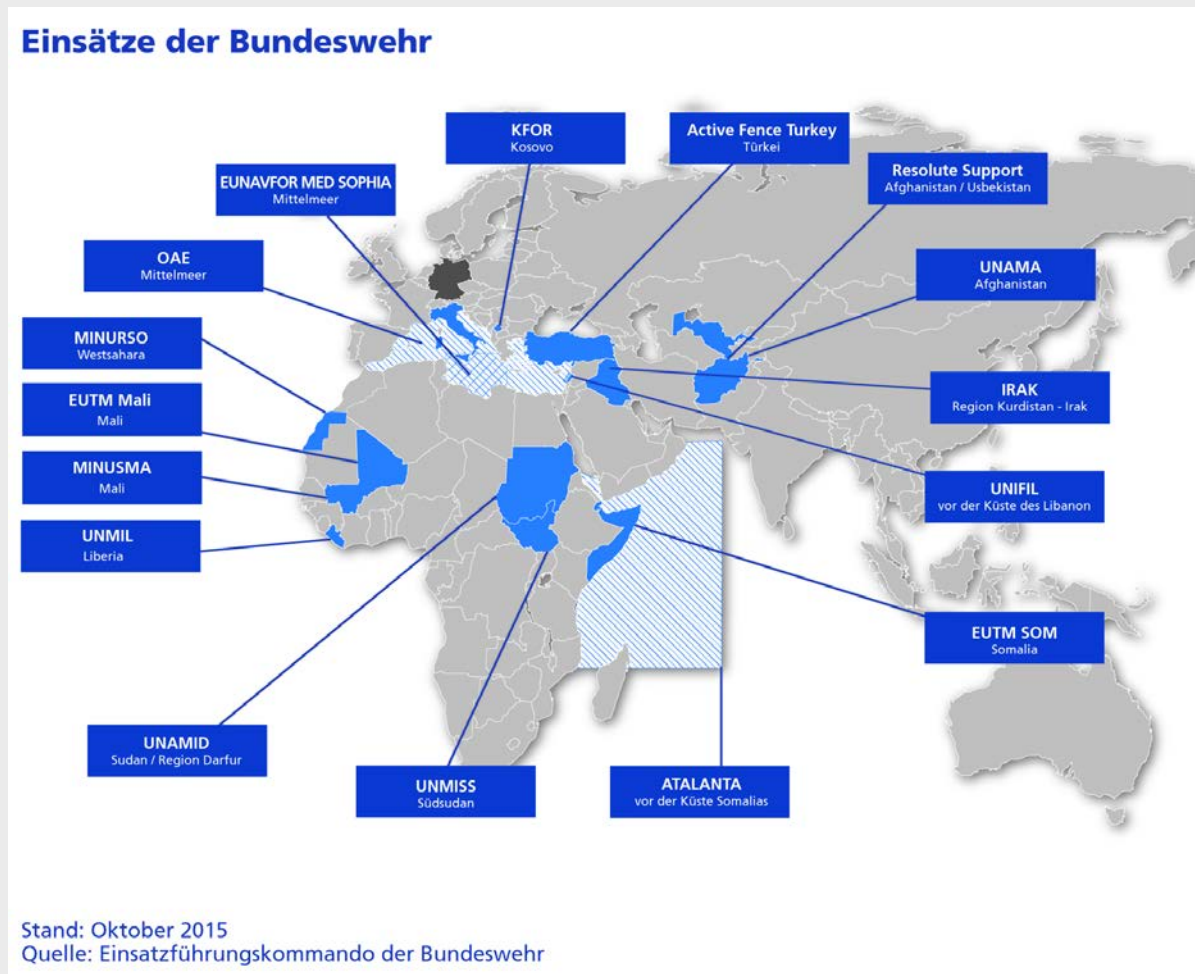 Einsätze der Bundeswehr
KFOR
Kosovo
Active Fence Turkey
Türkei
Resolute Support
Afghanistan / Usbekistan
EUNAVFOR MED SOPHIA
Mittelmeer
OAE
Mittelmeer
UNAMA
Afghanistan
MINURSO
Westsahara
IRAK
Region Kurdistan - Irak
EUTM Mali
Mali
MINUSMA
Mali
UNIFIL
vor der Küste des Libanon
UNMIL
Liberia
EUTM SOM
Somalia
UNAMID
Sudan / Region Darfur
UNMISS
Südsudan
ATALANTA
vor der Küste Somalias
Stand: Oktober 2015
Quelle: Einsatzführungskommando der Bundeswehr